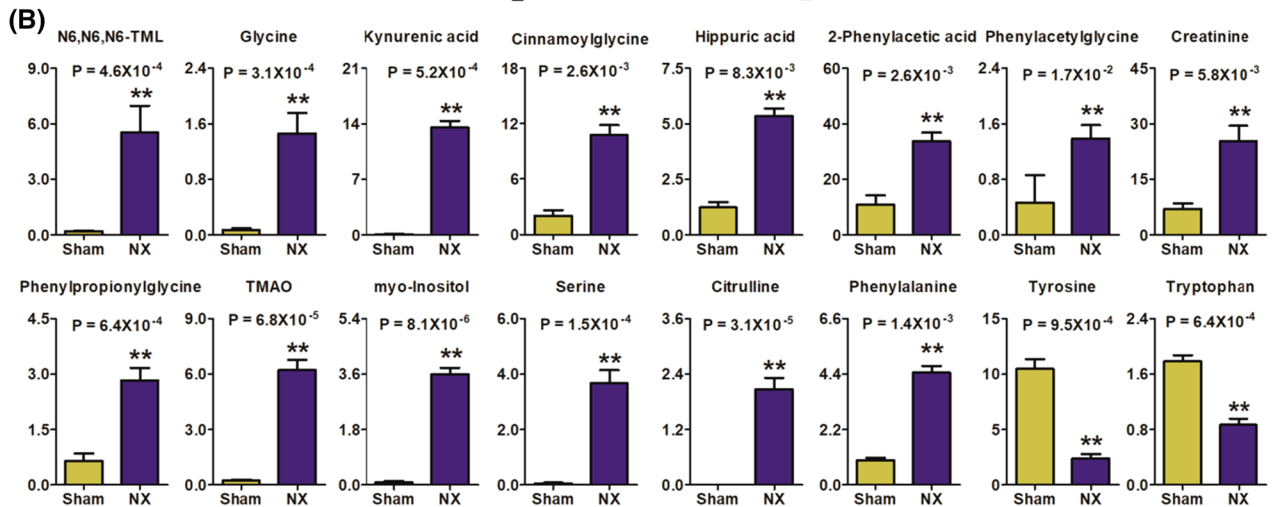 (B)
N6,N6,N6-TML Glycine Kynurenic acid Cinnamoylglycine Hippuric acid 2-Phenylacetic acid Phenylacetylglycine Creatinine
9.0 P = 4.6X10-4 2.4 P = 3.1X10-4 21 P = 5.2X10-4 18 P = 2.6X10-3 7.5 P = 8.3X10-3 60 P = 2.6X10-3 2.4 P = 1.7X10-2 45 P = 5.8X10-3
** ** ** ** ** ** ** **
6.0 1.6 14 12 5.0 40 1.6 30
3.0 0.8 7 6 2.5 20 0.8 15
0.0 0.0 0 0.0 0 0.0 0
Sham NX Sham NX Sham NX Sham NX Sham NX Sham NX Sham NX Sham NX
Phenylpropionylglycine TMAO myo-Inositol Serine Citrulline Phenylalanine Tyrosine Tryptophan
4.5 P = 6.4X10-4 9.0 P = 6.8X10-5 5.4 P = 8.1X10-6 6.0 P = 1.5X10-4 3.6 P = 3.1X10-5 6.6 P = 1.4X10-3 15 P = 9.5X10-4 2.4 P = 6.4X10-4
** ** ** ** ** ** ** **
3.0 6.0 3.6 4.0 2.4 4.4 10 1.6
1.5 3.0 1.8 2.0 1.2 2.2 5 0.8
0.0 0.0 0.0 0.0 0.0 0.0 0 0.0
Sham NX Sham NX Sham NX Sham NX Sham NX Sham NX Sham NX Sham NX